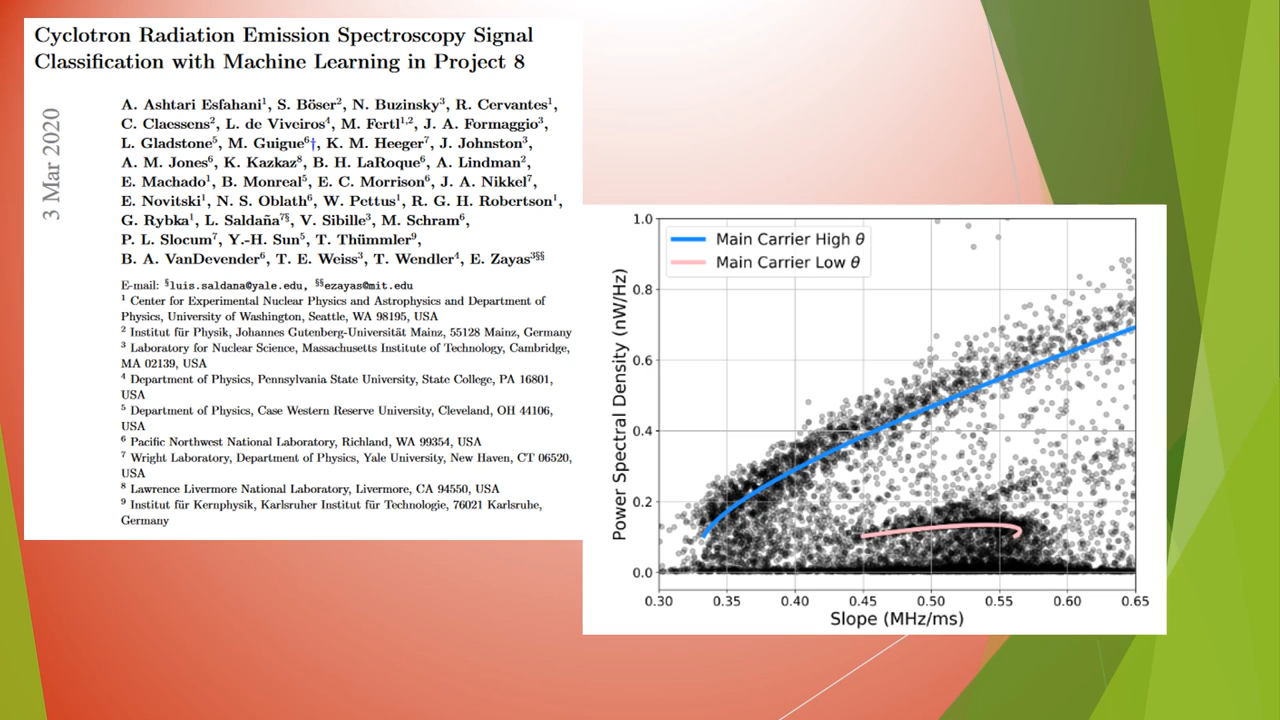 Cyclotron Radiation Emission Spectroscopy Signal
Classification with Machine Learning in Project 8
3 Mar 2020
A. Ashtari Esfahani¹, S. Böser², N. Buzinsky³, R. Cervantes¹,
C. Claessens², L. de Viveiros⁴, M. Fertl¹,², J. A. Formaggio³,
L. Gladstone⁵, M. Guigue⁶†, K. M. Heeger⁷, J. Johnston³,
A. M. Jones⁶, K. Kazkaz⁸, B. H. LaRoque⁶, A. Lindman²,
E. Machado¹, B. Monreal⁵, E. C. Morrison⁶, J. A. Nikkel⁷,
E. Novitski¹, N. S. Oblath⁶, W. Pettus¹, R. G. H. Robertson¹,
G. Rybka¹, L. Saldaña⁷§, V. Sibille³, M. Schram⁶,
P. L. Slocum⁷, Y.-H. Sun⁵, T. Thümmler⁹,
B. A. VanDevender⁶, T. E. Weiss³, T. Wendler⁴, E. Zayas³§§
E-mail: §luis.saldana@yale.edu, §§ezayas@mit.edu
¹ Center for Experimental Nuclear Physics and Astrophysics and Department of
Physics, University of Washington, Seattle, WA 98195, USA
² Institut für Physik, Johannes Gutenberg-Universität Mainz, 55128 Mainz, Germany
³ Laboratory for Nuclear Science, Massachusetts Institute of Technology, Cambridge,
MA 02139, USA
⁴ Department of Physics, Pennsylvania State University, State College, PA 16801,
USA
⁵ Department of Physics, Case Western Reserve University, Cleveland, OH 44106,
USA
⁶ Pacific Northwest National Laboratory, Richland, WA 99354, USA
⁷ Wright Laboratory, Department of Physics, Yale University, New Haven, CT 06520,
USA
⁸ Lawrence Livermore National Laboratory, Livermore, CA 94550, USA
⁹ Institut für Kernphysik, Karlsruher Institut für Technologie, 76021 Karlsruhe,
Germany
Main Carrier High θ
Main Carrier Low θ
Power Spectral Density (nW/Hz)
1.0
0.8
0.6
0.4
0.2
0.0
0.30 0.35 0.40 0.45 0.50 0.55 0.60 0.65
Slope (MHz/ms)